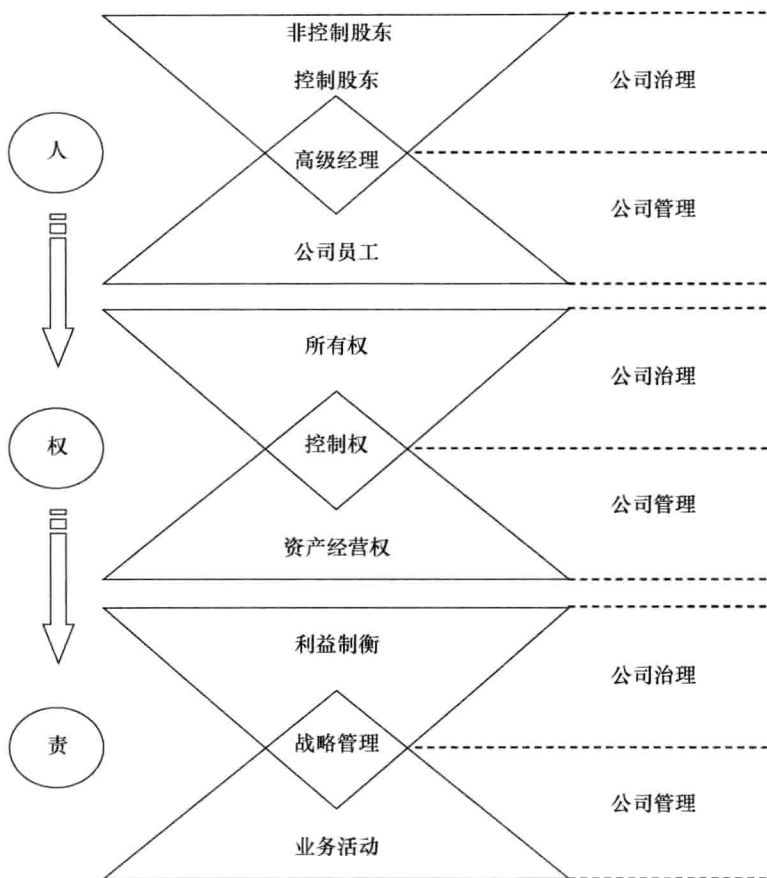 非控制股东
控制股东
公司治理
人
高级经理
公司管理
公司员工
所有权
公司治理
权
控制权
公司管理
资产经营权
利益制衡
公司治理
责
战略管理
公司管理
业务活动